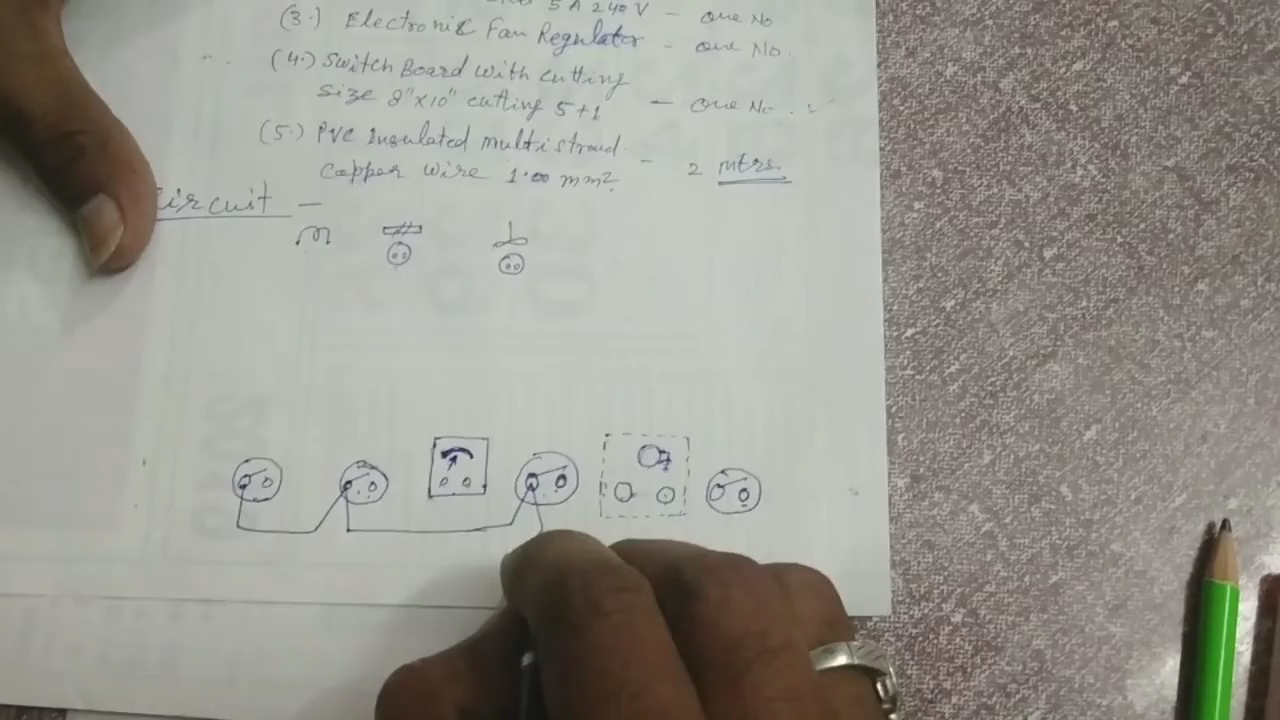 5 A 240 V - one No
(3.) Electronic Fan Regulator - one No.
(4.) Switch Board with cutting
size 8"x10" cutting 5+1 - one No.
(5.) PVC Insulated multistrand
copper wire 1.00 mm². - 2 mtrs.
Circuit -